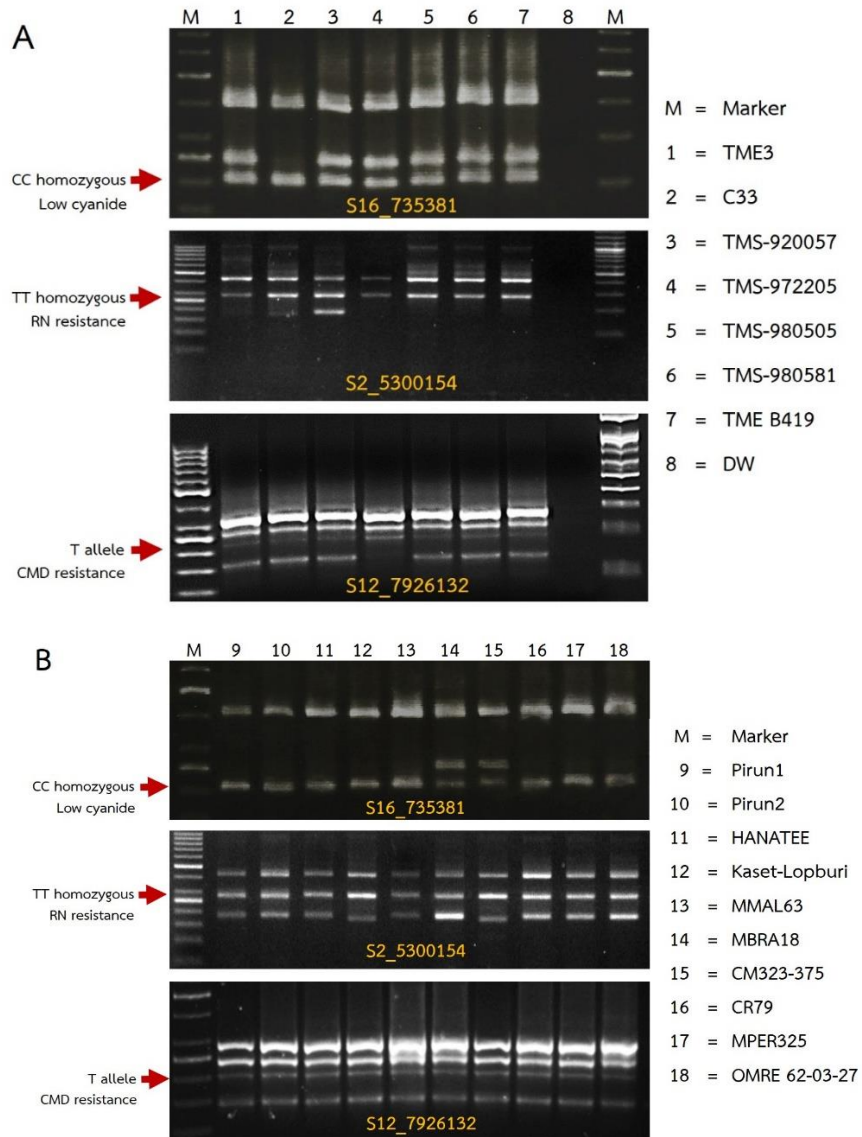 A
M 1 2 3 4 5 6 7 8 M
CC homozygous
Low cyanide
S16_735381
TT homozygous
RN resistance
S2_5300154
T allele
CMD resistance
S12_7926132
M = Marker
1 = TME3
2 = C33
3 = TMS-920057
4 = TMS-972205
5 = TMS-980505
6 = TMS-980581
7 = TME B419
8 = DW
B
M 9 10 11 12 13 14 15 16 17 18
CC homozygous
Low cyanide
S16_735381
TT homozygous
RN resistance
S2_5300154
T allele
CMD resistance
S12_7926132
M = Marker
9 = Pirun1
10 = Pirun2
11 = HANATEE
12 = Kaset-Lopburi
13 = MMAL63
14 = MBRA18
15 = CM323-375
16 = CR79
17 = MPER325
18 = OMRE 62-03-27